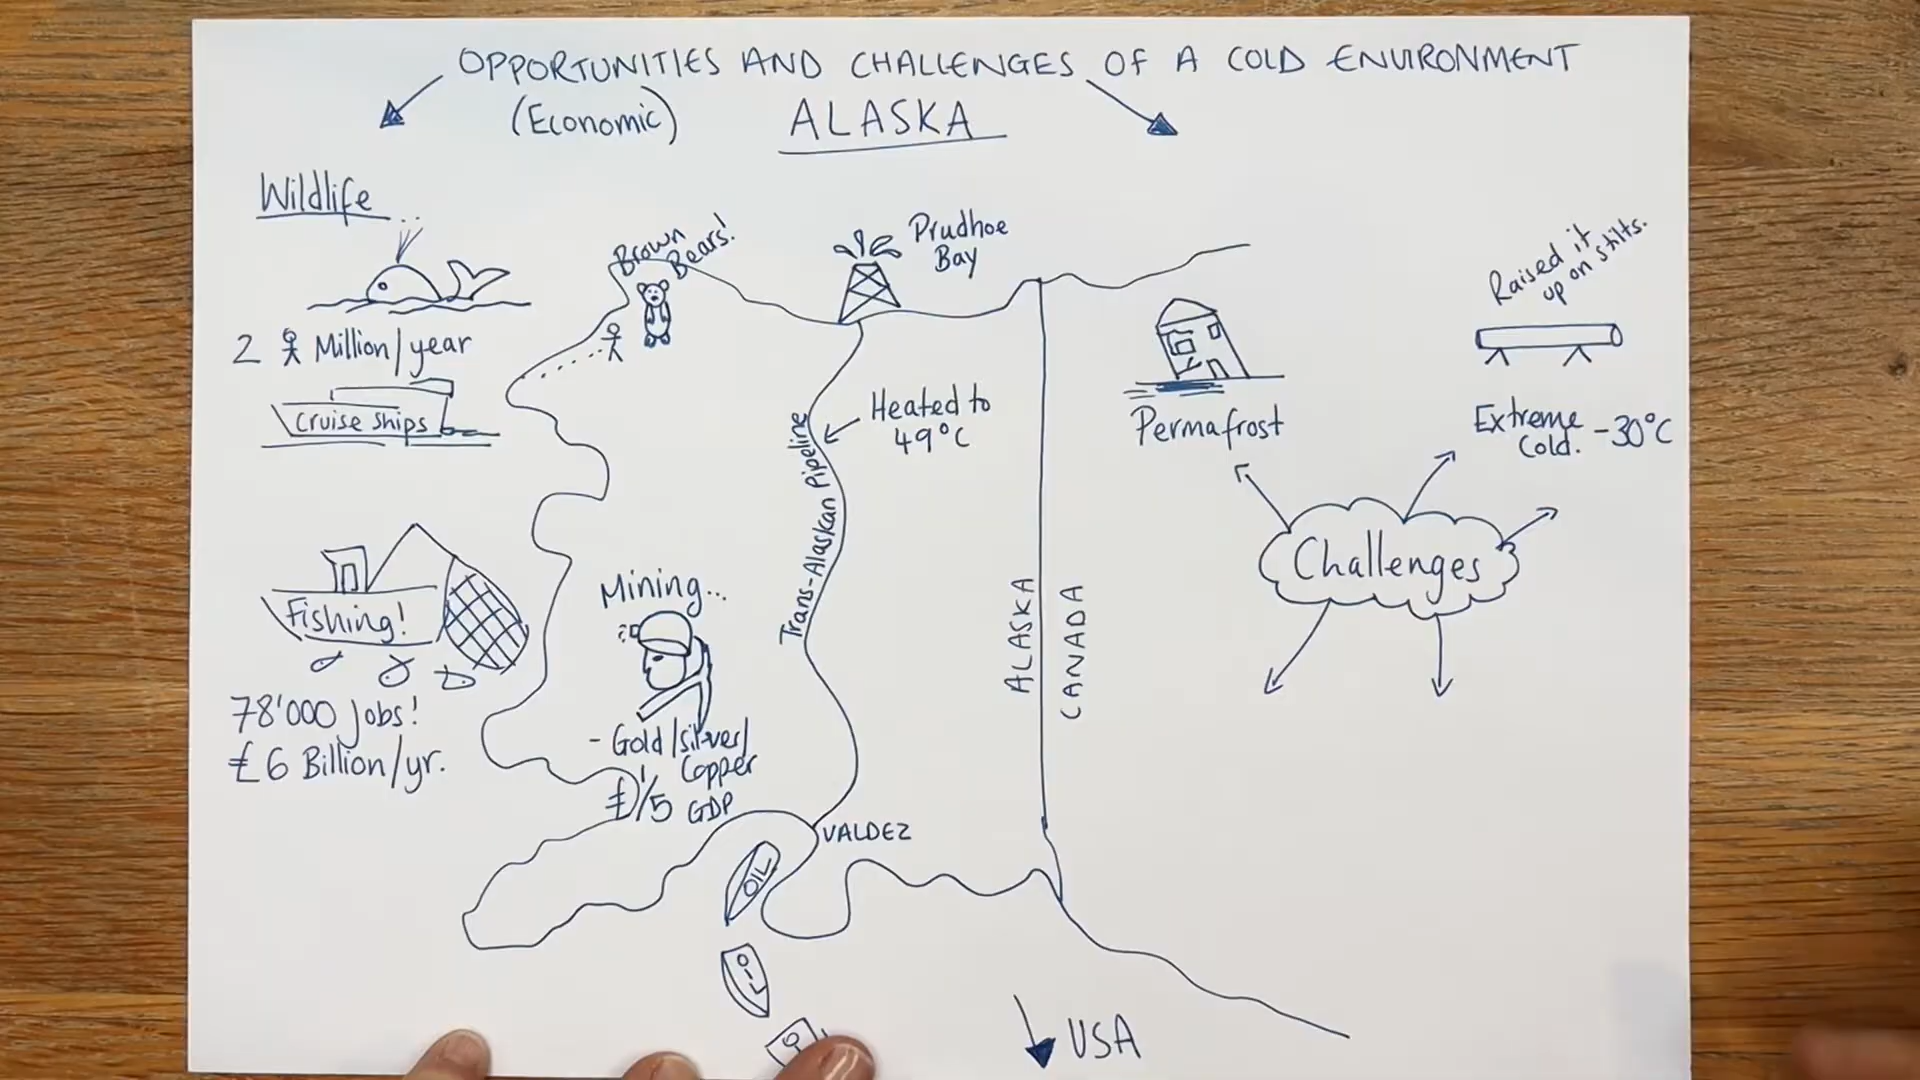 OPPORTUNITIES AND CHALLENGES OF A COLD ENVIRONMENT
(Economic)
ALASKA
Wildlife
2 Million/year
Cruise ships
Fishing!
78'000 jobs!
£6 Billion/yr.
Brown
Bears!
Prudhoe
Bay
Heated to
49°C
Trans-Alaskan Pipeline
Mining...
- Gold/silver/
Copper
£ 1/5 GDP
VALDEZ
OIL
OIL
ALASKA
CANADA
USA
Permafrost
Raised it
up on stilts.
Extreme
Cold. -30°C
Challenges